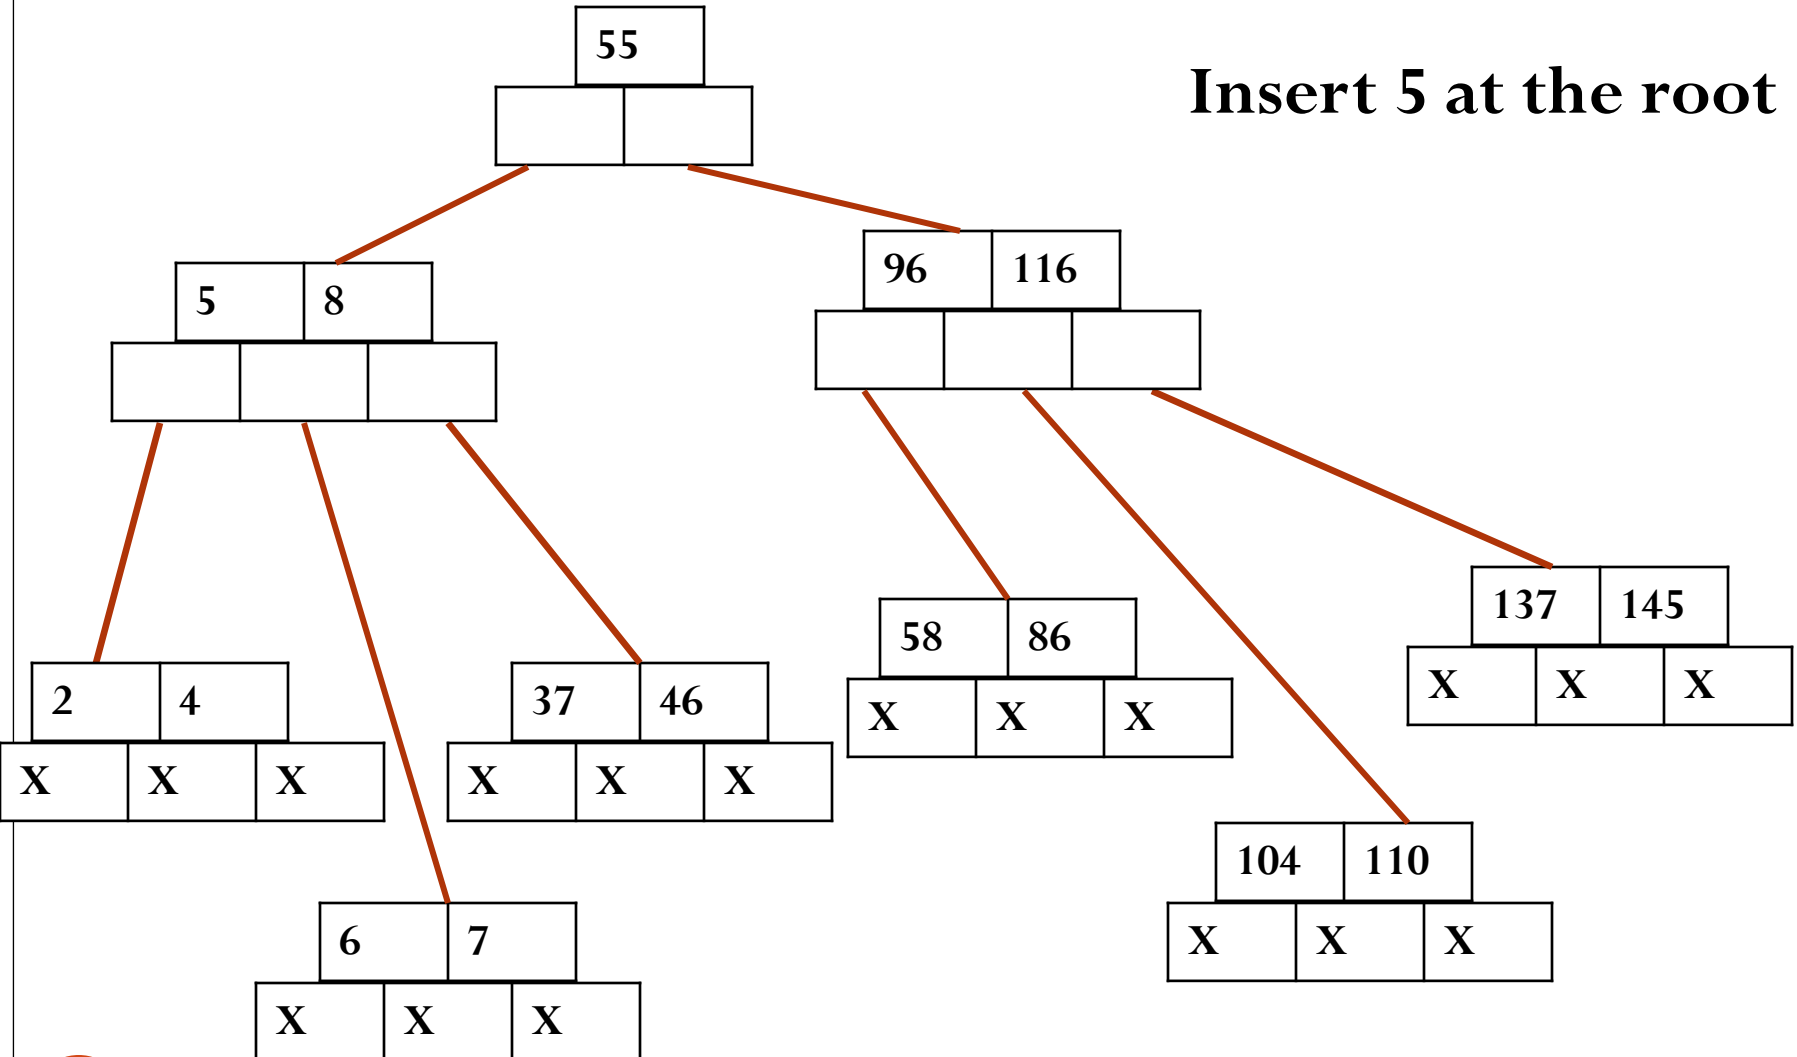 55
Insert 5 at the root
5 8
96 116
2 4
X X X
6 7
X X X
37 46
X X X
58 86
X X X
104 110
X X X
137 145
X X X